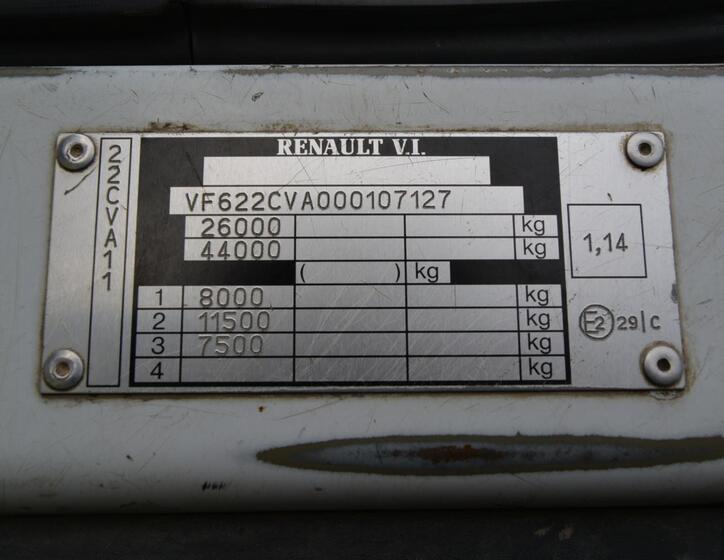 22CVA11
RENAULT V.I.
VF622CVA000107127
26000 kg
44000 kg
( ) kg
1 8000 kg
2 11500 kg
3 7500 kg
4 kg
1,14
E2 29|C